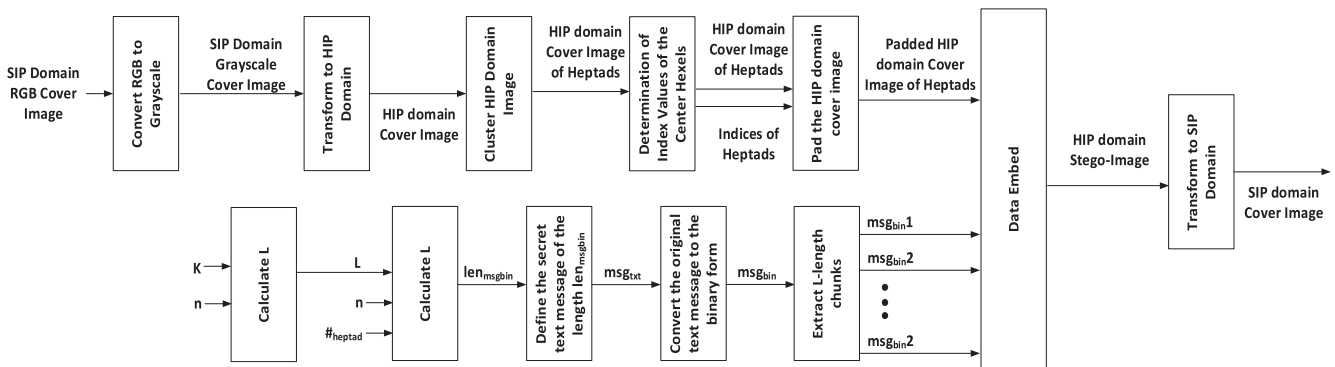 SIP Domain
RGB Cover
Image
Convert RGB to
Grayscale
SIP Domain
Grayscale
Cover Image
Transform to HIP
Domain
HIP domain
Cover Image
Cluster HIP Domain
Image
HIP domain
Cover Image
of Heptads
Determination of
Index Values of the
Center Hexels
HIP domain
Cover Image
of Heptads
Indices of
Heptads
Pad the HIP domain
cover image
Padded HIP
domain Cover
Image of Heptads
Data Embed
HIP domain
Stego-Image
Transform to SIP
Domain
SIP domain
Cover Image
K
n
Calculate L
L
n
#heptad
Calculate L
lenmsgbin
Define the secret
text message of the
length lenmsgbin
msgtxt
Convert the original
text message to the
binary form
msgbin
Extract L-length
chunks
msgbin1
msgbin2
msgbin2